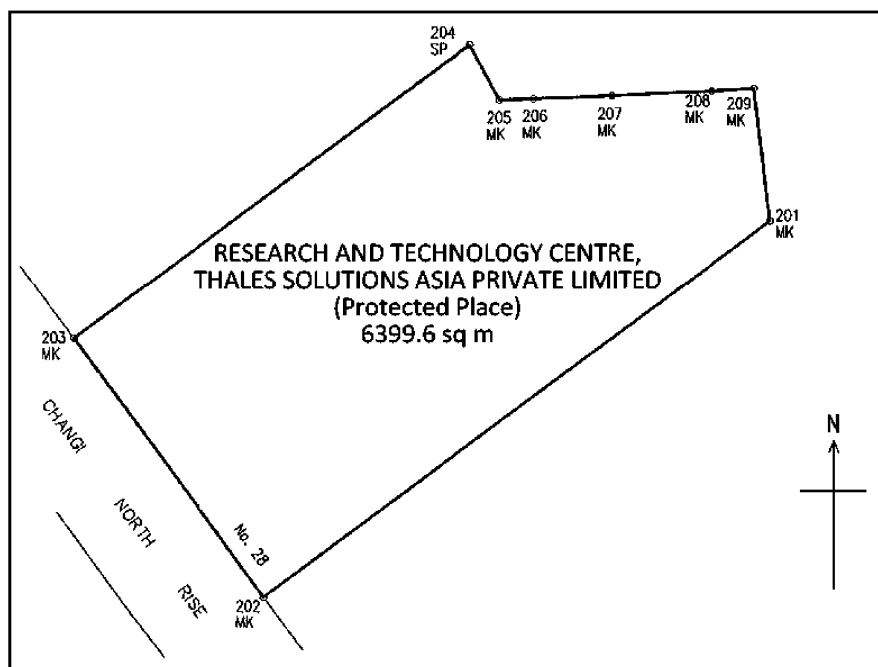 204
SP
205
MK
206
MK
207
MK
208
MK
209
MK
201
MK
RESEARCH AND TECHNOLOGY CENTRE,
THALES SOLUTIONS ASIA PRIVATE LIMITED
(Protected Place)
6399.6 sq m
203
MK
CHANGI
NORTH
RISE
No. 28
202
MK
N